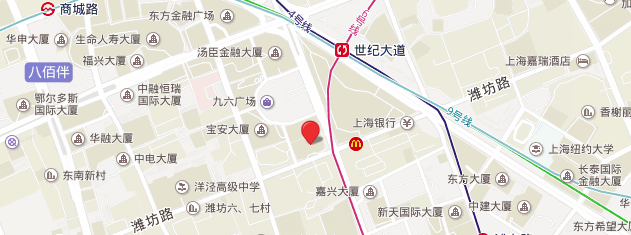 商城路
东方金融广场
4号线
华申大厦
生命人寿大厦
汤臣金融大厦
世纪大道
福兴大厦
上海嘉瑞酒店
八佰伴
潍坊路
鄂尔多斯
国际大厦
中融恒瑞
国际大厦
九六广场
香榭丽
宝安大厦
上海银行
9号线
华融大厦
中电大厦
上海纽约大学
东南新村
洋泾高级中学
嘉兴大厦
东方大厦
长泰国际
金融大厦
潍坊路
潍坊六、七村
新天国际大厦
中建大厦
东方希望大厦